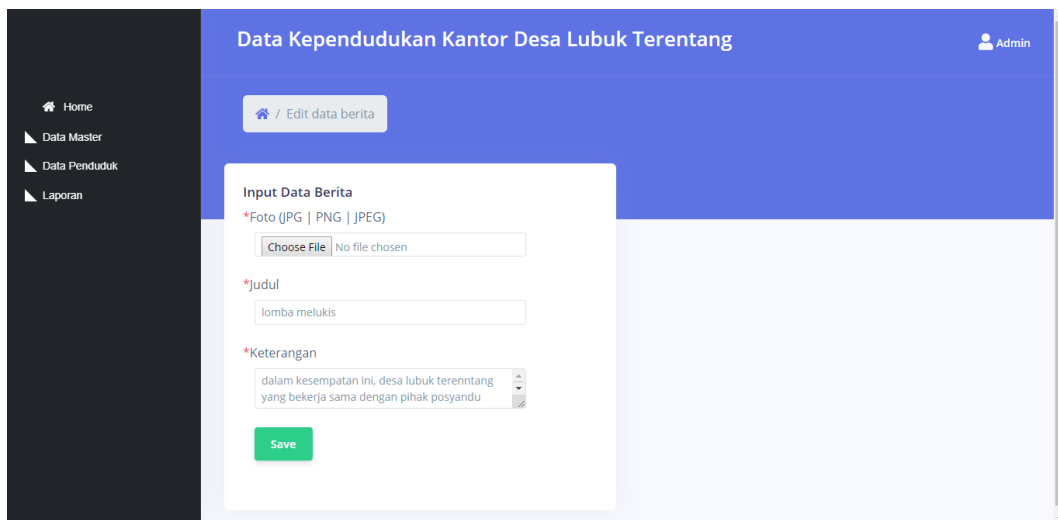 Data Kependudukan Kantor Desa Lubuk Terentang
Admin
Home
Data Master
Data Penduduk
Laporan
/ Edit data berita
Input Data Berita
*Foto (JPG | PNG | JPEG)
Choose File No file chosen
*Judul
lomba melukis
*Keterangan
dalam kesempatan ini, desa lubuk terenntang
yang bekerja sama dengan pihak posyandu
Save